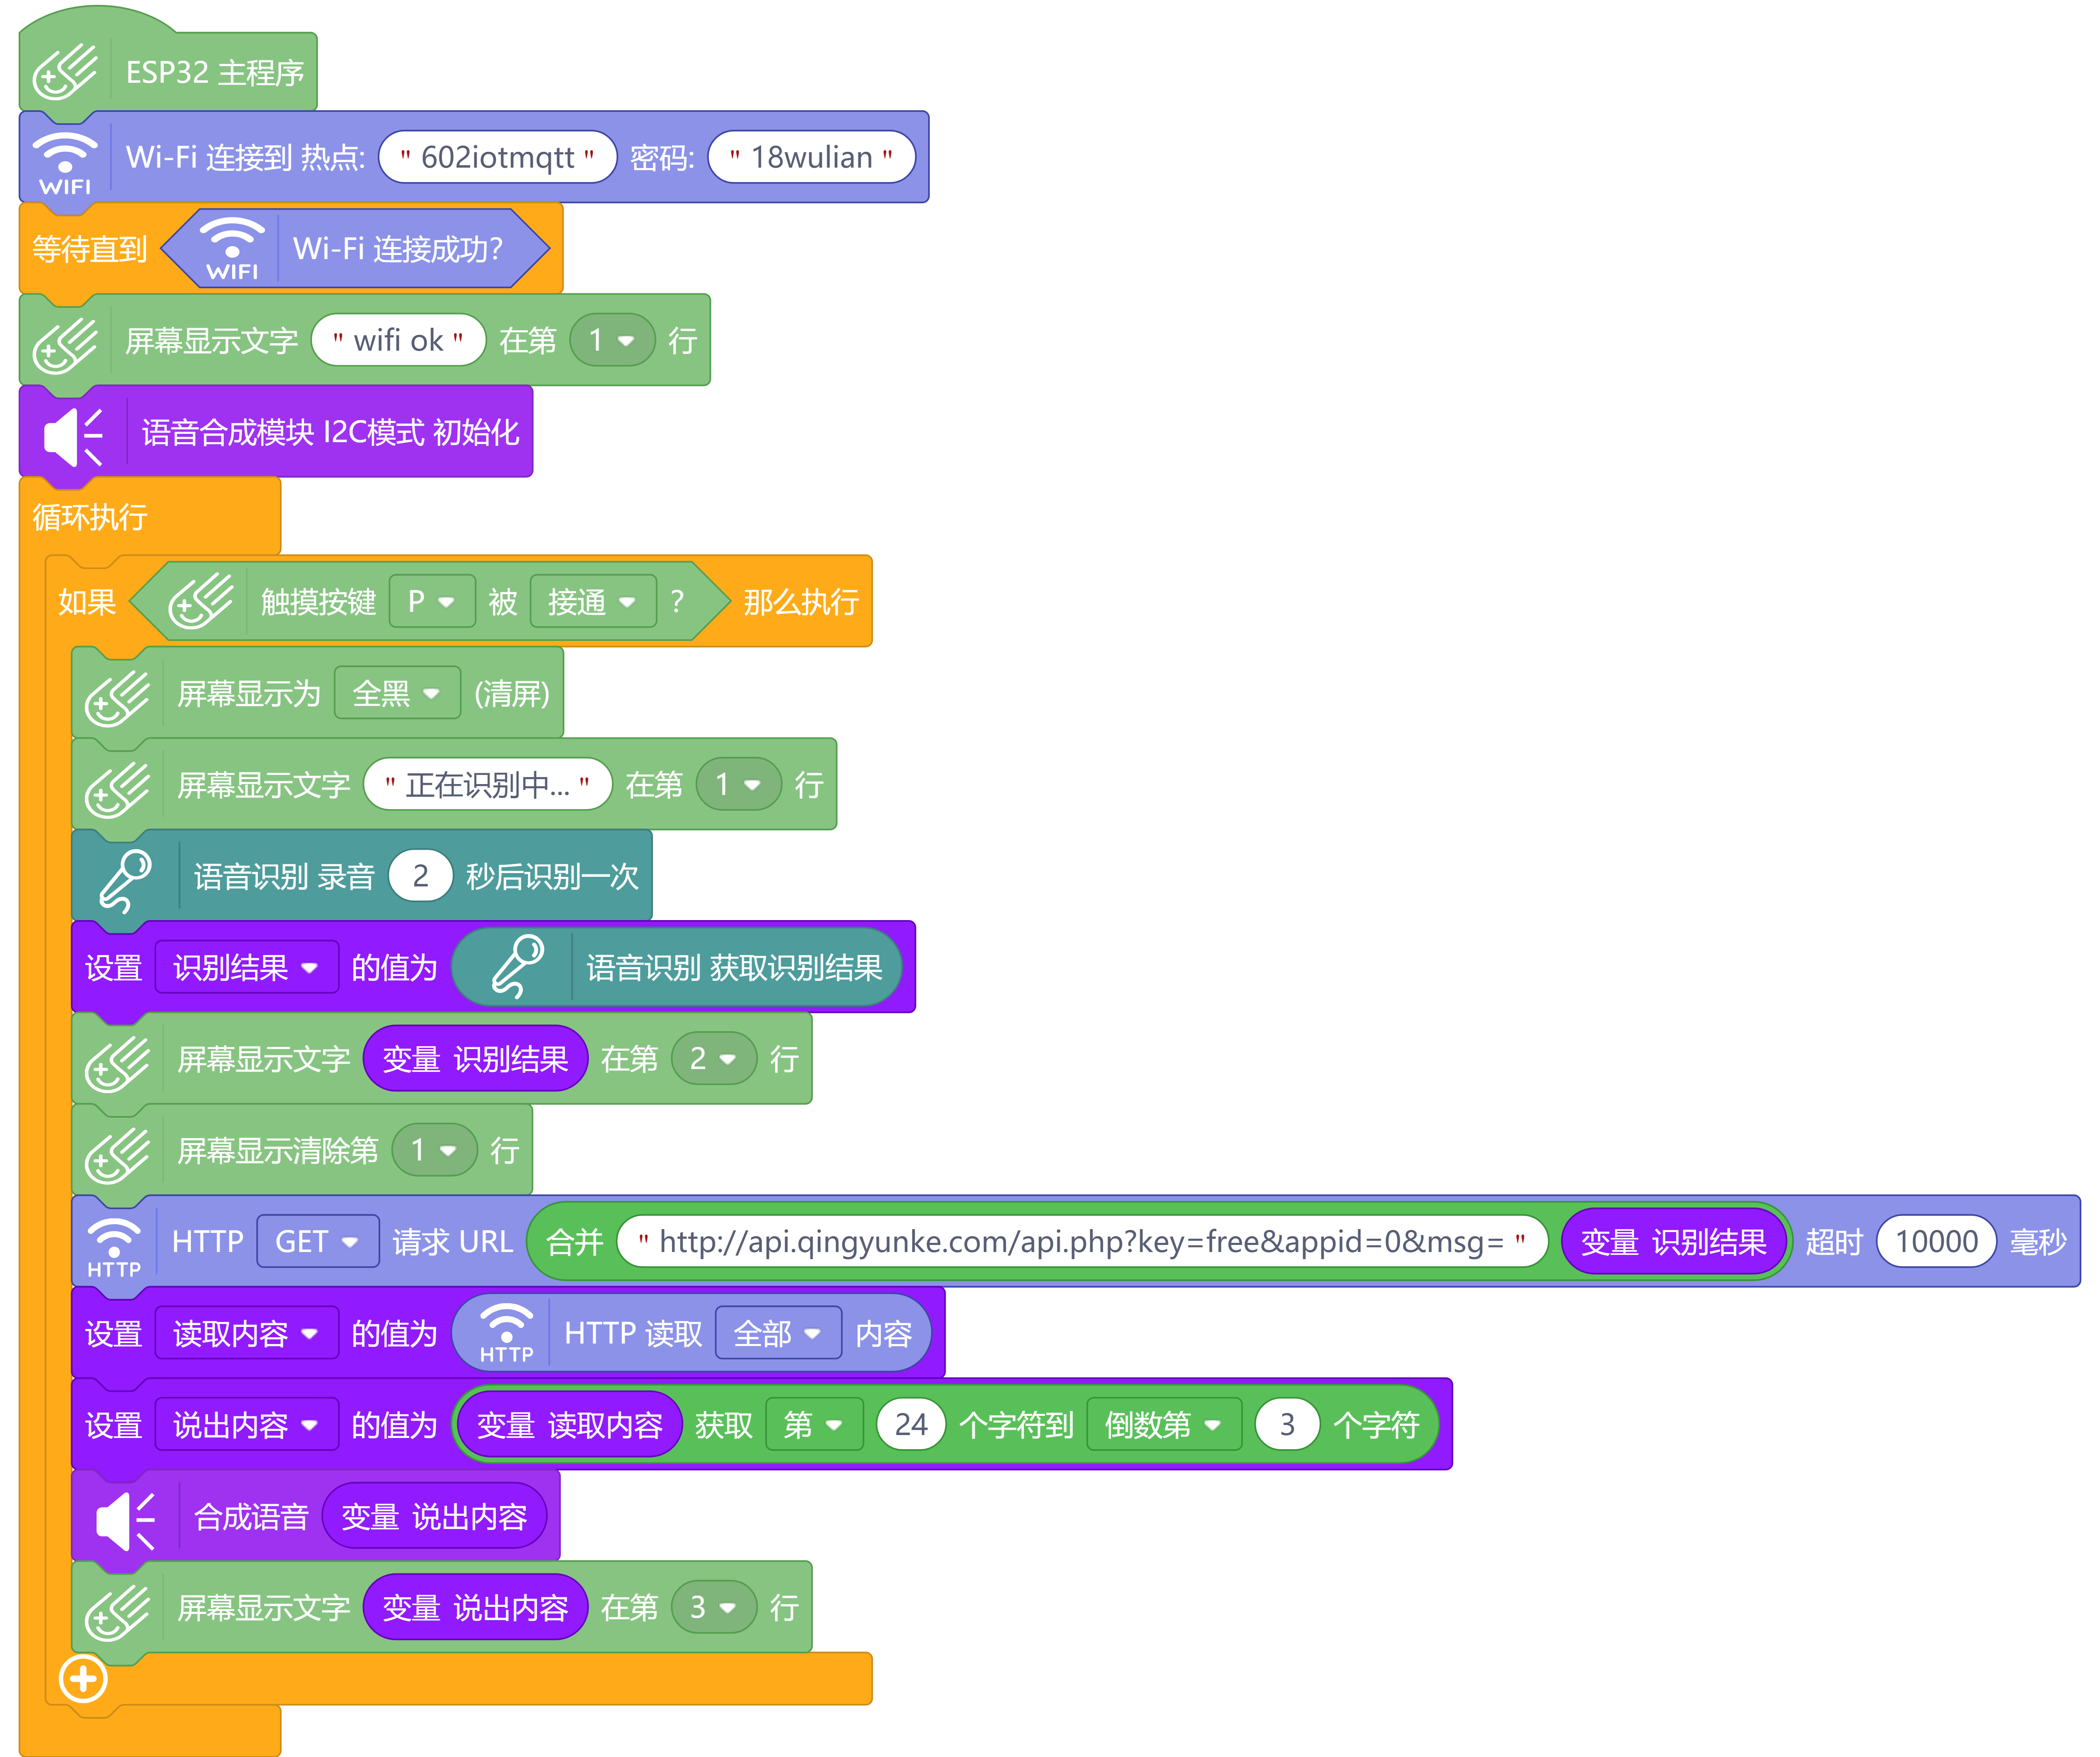 ESP32 主程序
WIFI Wi-Fi 连接到 热点: "602iotmqtt" 密码: "18wulian"
等待直到 WIFI Wi-Fi 连接成功?
屏幕显示文字 "wifi ok" 在第 1 行
语音合成模块 I2C模式 初始化
循环执行
如果 触摸按键 P 被 接通 ? 那么执行
屏幕显示为 全黑 (清屏)
屏幕显示文字 "正在识别中..." 在第 1 行
语音识别 录音 2 秒后识别一次
设置 识别结果 的值为 语音识别 获取识别结果
屏幕显示文字 变量 识别结果 在第 2 行
屏幕显示清除第 1 行
HTTP HTTP GET 请求 URL 合并 "http://api.qingyunke.com/api.php?key=free&appid=0&msg=" 变量 识别结果 超时 10000 毫秒
设置 读取内容 的值为 HTTP HTTP 读取 全部 内容
设置 说出内容 的值为 变量 读取内容 获取 第 24 个字符到 倒数第 3 个字符
合成语音 变量 说出内容
屏幕显示文字 变量 说出内容 在第 3 行